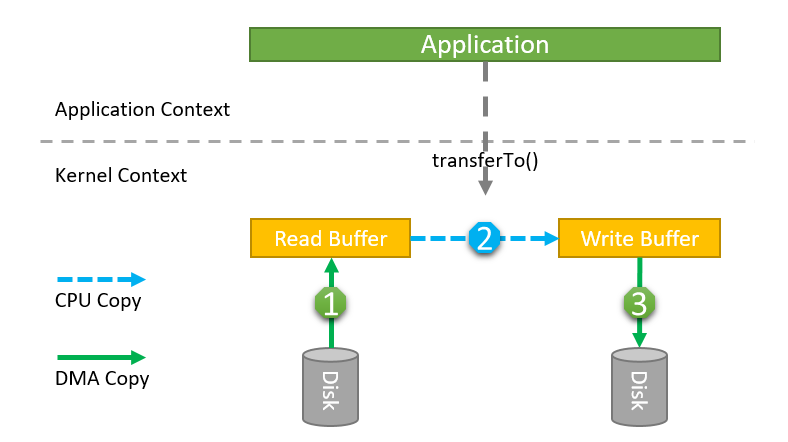 Application
Application Context
transferTo()
Kernel Context
Read Buffer
2
Write Buffer
CPU Copy
1
3
DMA Copy
Disk
Disk